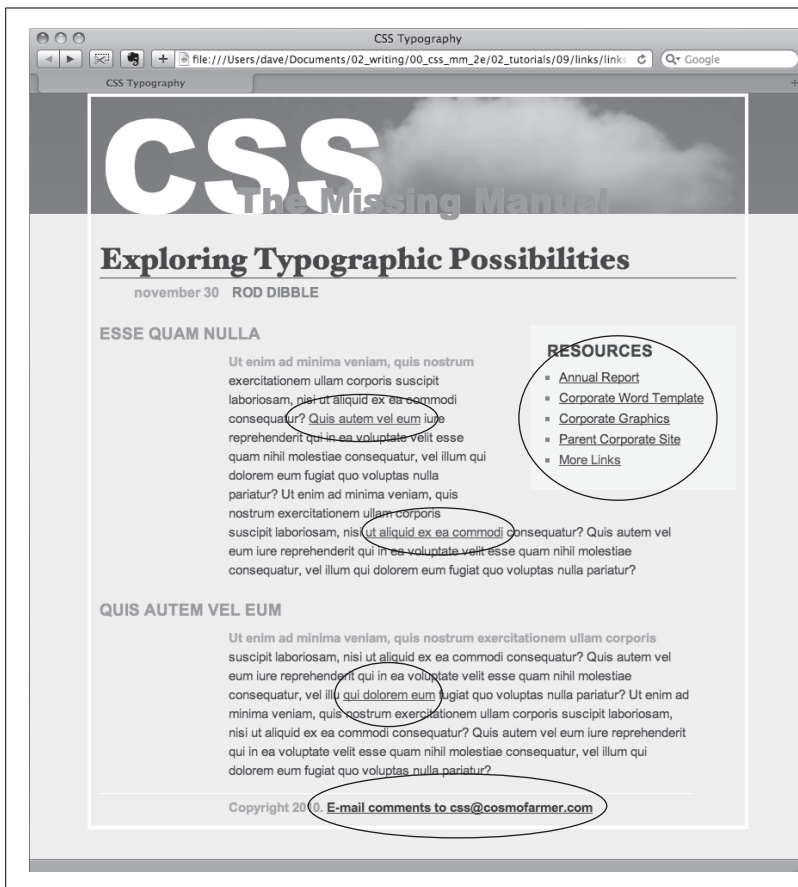 CSS Typography
file:///Users/dave/Documents/02_writing/00_css_mm_2e/02_tutorials/09/links/links
Google
CSS Typography
CSS
The Missing Manual
Exploring Typographic Possibilities
november 30 ROD DIBBLE
ESSE QUAM NULLA
Ut enim ad minima veniam, quis nostrum
exercitationem ullam corporis suscipit
laboriosam, nisi ut aliquid ex ea commodi
consequatur? Quis autem vel eum iure
reprehenderit qui in ea voluptate velit esse
quam nihil molestiae consequatur, vel illum qui
dolorem eum fugiat quo voluptas nulla
pariatur? Ut enim ad minima veniam, quis
nostrum exercitationem ullam corporis
suscipit laboriosam, nisi ut aliquid ex ea commodi consequatur? Quis autem vel
eum iure reprehenderit qui in ea voluptate velit esse quam nihil molestiae
consequatur, vel illum qui dolorem eum fugiat quo voluptas nulla pariatur?
RESOURCES
Annual Report
Corporate Word Template
Corporate Graphics
Parent Corporate Site
More Links
QUIS AUTEM VEL EUM
Ut enim ad minima veniam, quis nostrum exercitationem ullam corporis
suscipit laboriosam, nisi ut aliquid ex ea commodi consequatur? Quis autem vel
eum iure reprehenderit qui in ea voluptate velit esse quam nihil molestiae
consequatur, vel illu qui dolorem eum fugiat quo voluptas nulla pariatur? Ut enim ad
minima veniam, quis nostrum exercitationem ullam corporis suscipit laboriosam,
nisi ut aliquid ex ea commodi consequatur? Quis autem vel eum iure reprehenderit
qui in ea voluptate velit esse quam nihil molestiae consequatur, vel illum qui
dolorem eum fugiat quo voluptas nulla pariatur?
Copyright 2010. E-mail comments to css@cosmofarmer.com